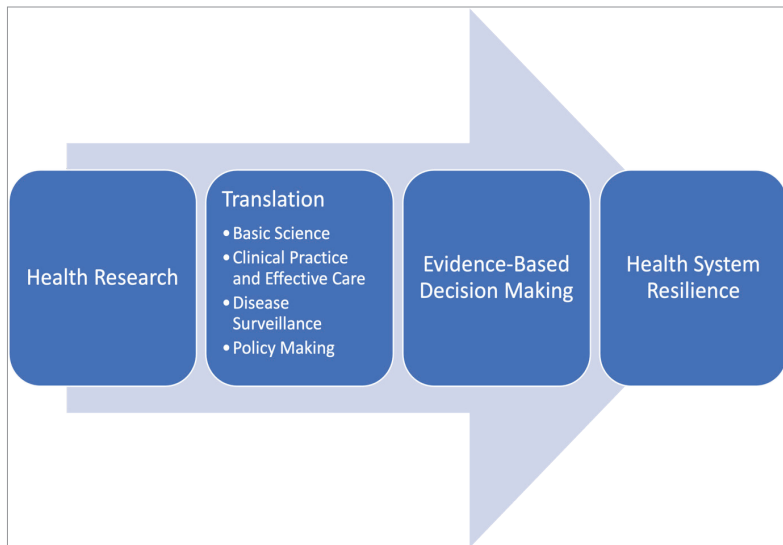 Health Research
Translation
•Basic Science
•Clinical Practice
and Effective Care
•Disease
Surveillance
•Policy Making
Evidence-Based
Decision Making
Health System
Resilience